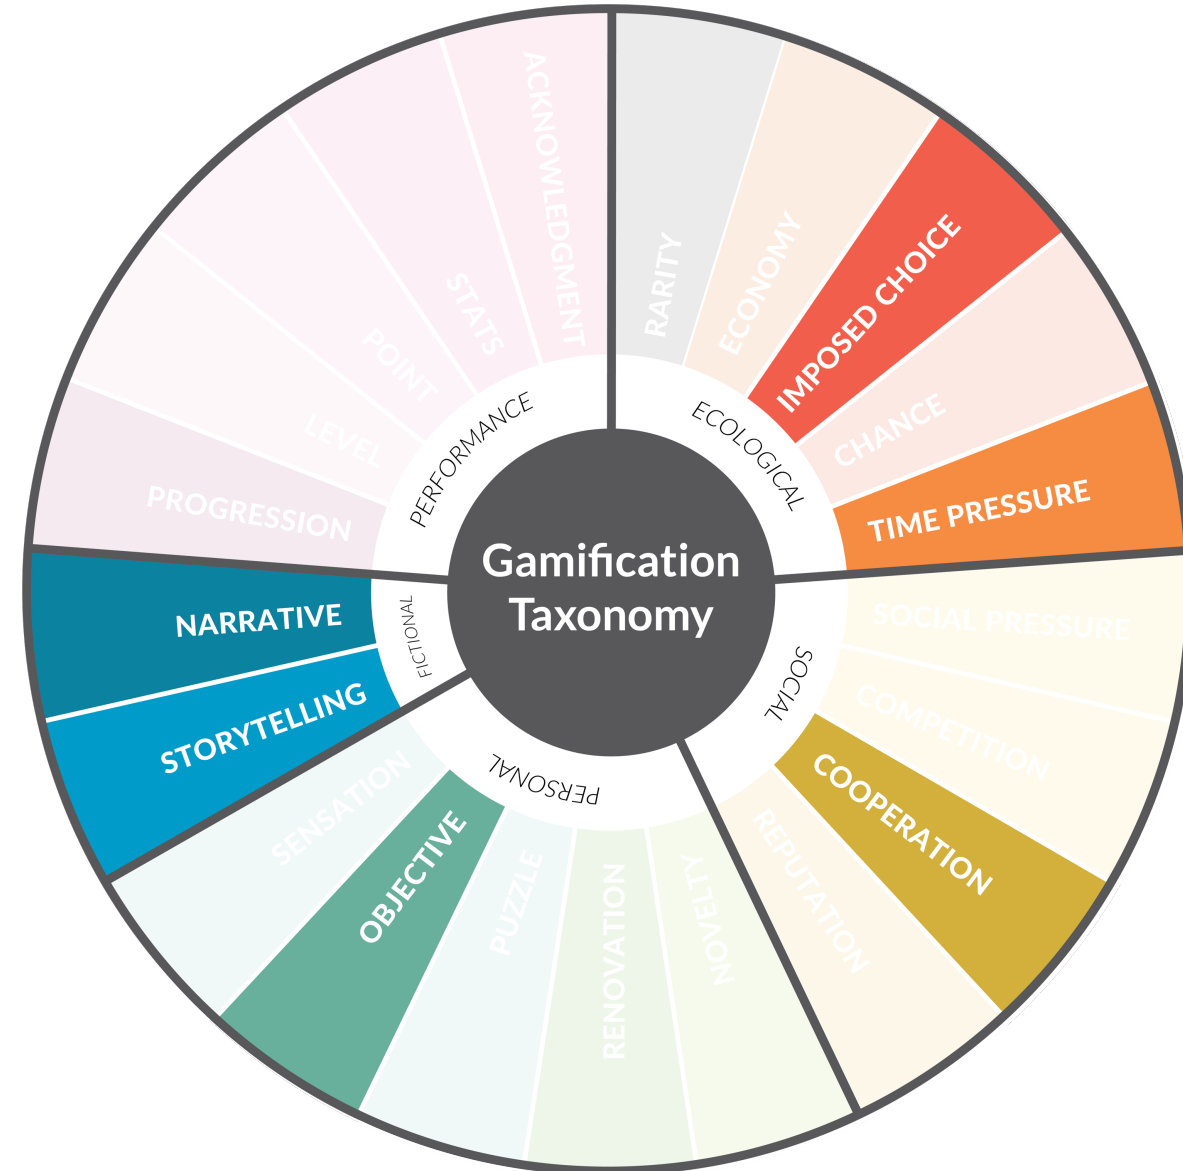 Gamification
Taxonomy
ECOLOGICAL
RARITY
ECONOMY
IMPOSED CHOICE
CHANCE
TIME PRESSURE
SOCIAL
SOCIAL PRESSURE
COMPETITION
COOPERATION
REPUTATION
PERSONAL
NOVELTY
RENOVATION
PUZZLE
OBJECTIVE
SENSATION
FICTIONAL
STORYTELLING
NARRATIVE
PERFORMANCE
PROGRESSION
LEVEL
POINT
STATS
ACKNOWLEDGMENT